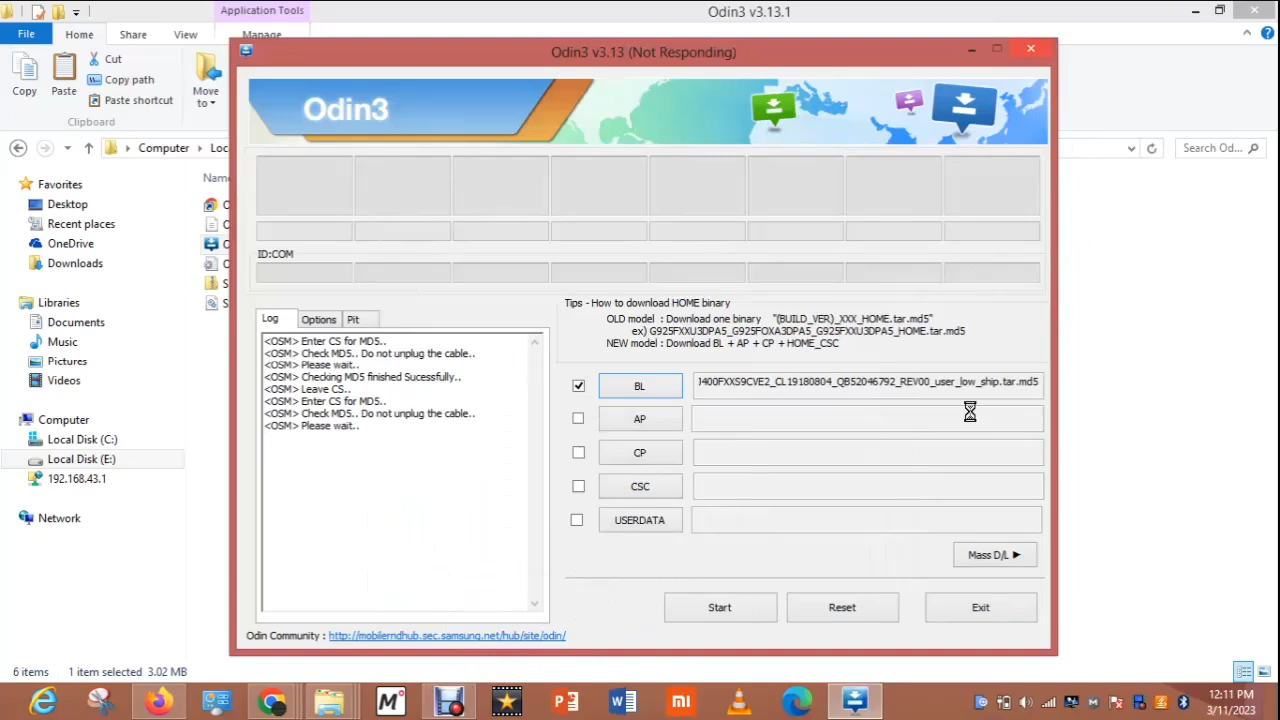 Application Tools
Odin3 v3.13.1
File
Home
Share
View
Manage
Copy
Paste
Cut
Copy path
Paste shortcut
Move
to
Clipboard
Computer
Search Od...
Favorites
Desktop
Recent places
OneDrive
Downloads
Libraries
Documents
Music
Pictures
Videos
Computer
Local Disk (C:)
Local Disk (E:)
192.168.43.1
Network
Odin3 v3.13 (Not Responding)
Odin3
ID:COM
Log
Options
Pit
<OSM> Enter CS for MD5..
<OSM> Check MD5.. Do not unplug the cable..
<OSM> Please wait..
<OSM> Checking MD5 finished Sucessfully..
<OSM> Leave CS..
<OSM> Enter CS for MD5..
<OSM> Check MD5.. Do not unplug the cable..
<OSM> Please wait..
Tips - How to download HOME binary
OLD model : Download one binary "(BUILD_VER)_XXX_HOME.tar.md5"
ex) G925FXXU3DPA5_G925FOXA3DPA5_G925FXXU3DPA5_HOME.tar.md5
NEW model : Download BL + AP + CP + HOME_CSC
BL
J400FXXS9CVE2_CL19180804_QB52046792_REV00_user_low_ship.tar.md5
AP
CP
CSC
USERDATA
Mass D/L ►
Start
Reset
Exit
Odin Community : http://mobilerndhub.sec.samsung.net/hub/site/odin/
6 items
1 item selected 3.02 MB
12:11 PM
3/11/2023